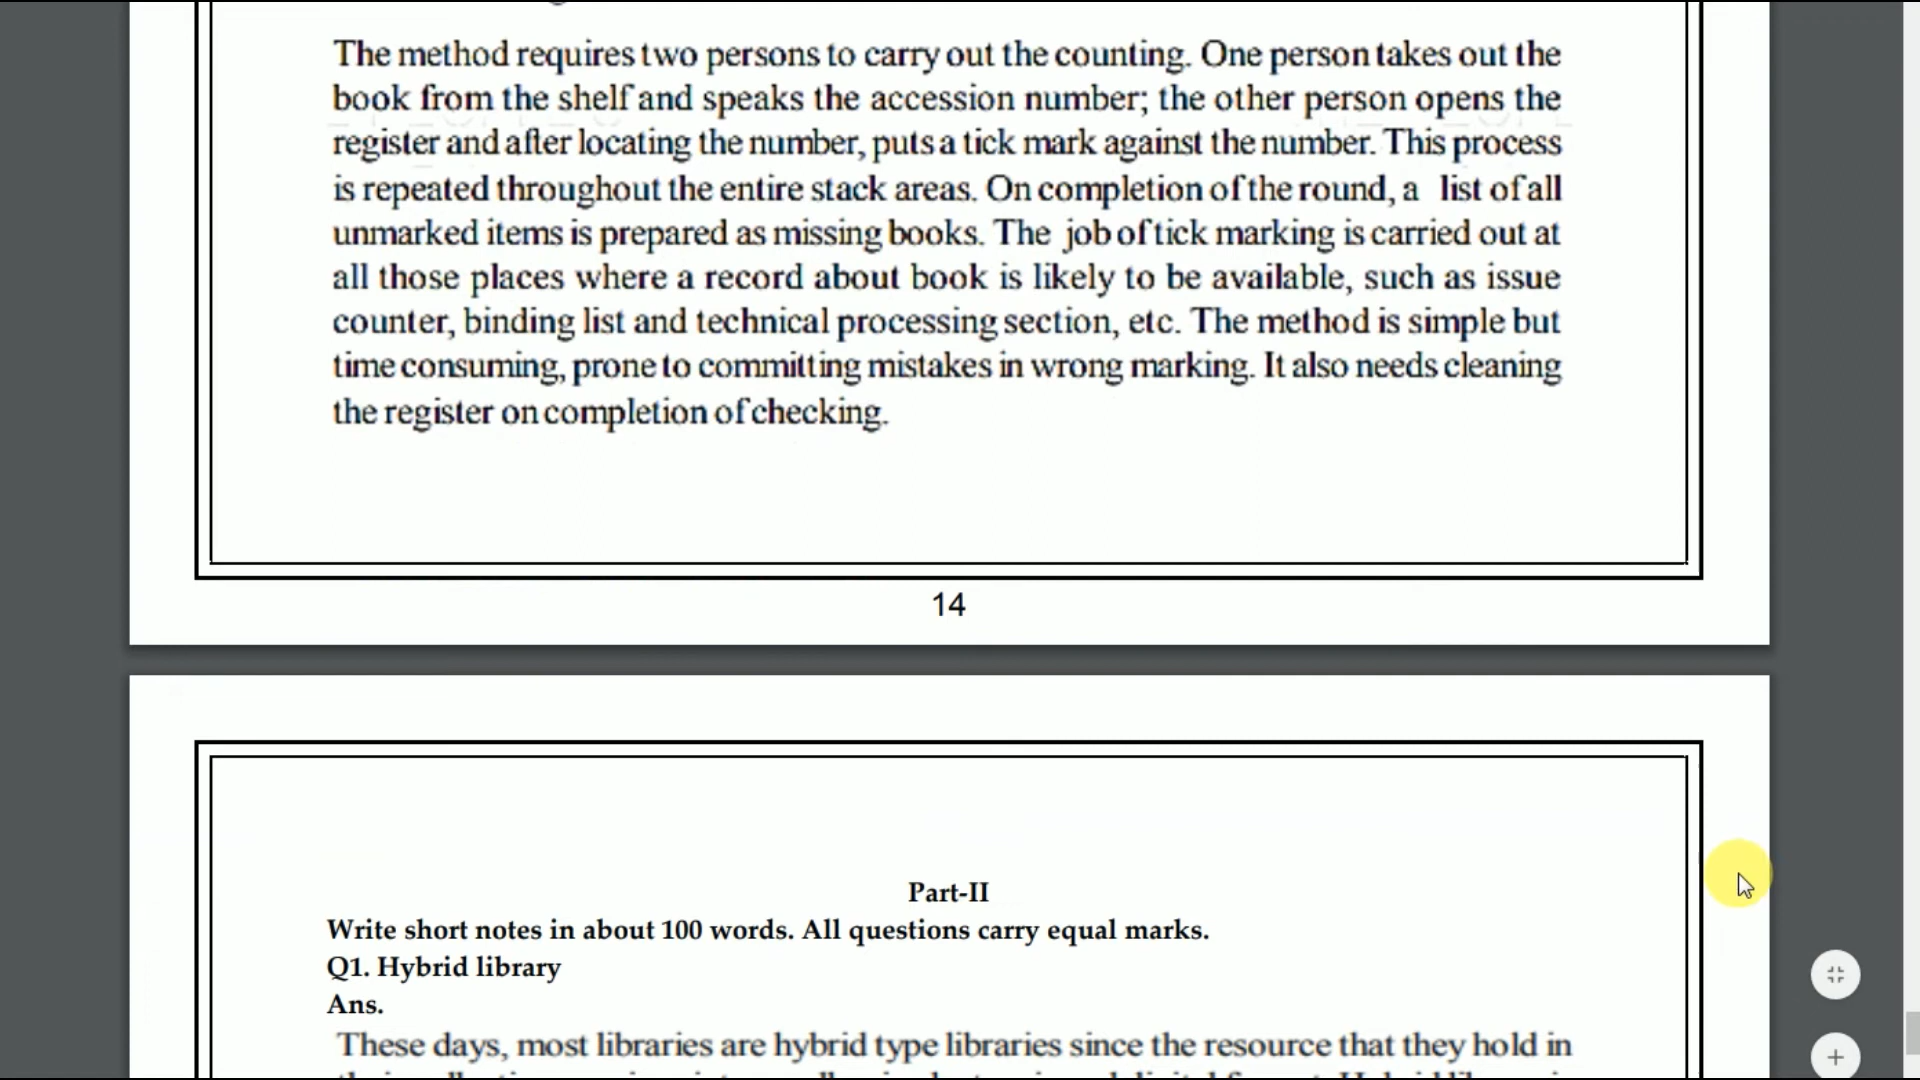 The method requires two persons to carry out the counting. One person takes out the
book from the shelf and speaks the accession number; the other person opens the
register and after locating the number, puts a tick mark against the number. This process
is repeated throughout the entire stack areas. On completion of the round, a list of all
unmarked items is prepared as missing books. The job of tick marking is carried out at
all those places where a record about book is likely to be available, such as issue
counter, binding list and technical processing section, etc. The method is simple but
time consuming, prone to committing mistakes in wrong marking. It also needs cleaning
the register on completion of checking.
14
Part-II
Write short notes in about 100 words. All questions carry equal marks.
Q1. Hybrid library
Ans.
These days, most libraries are hybrid type libraries since the resource that they hold in